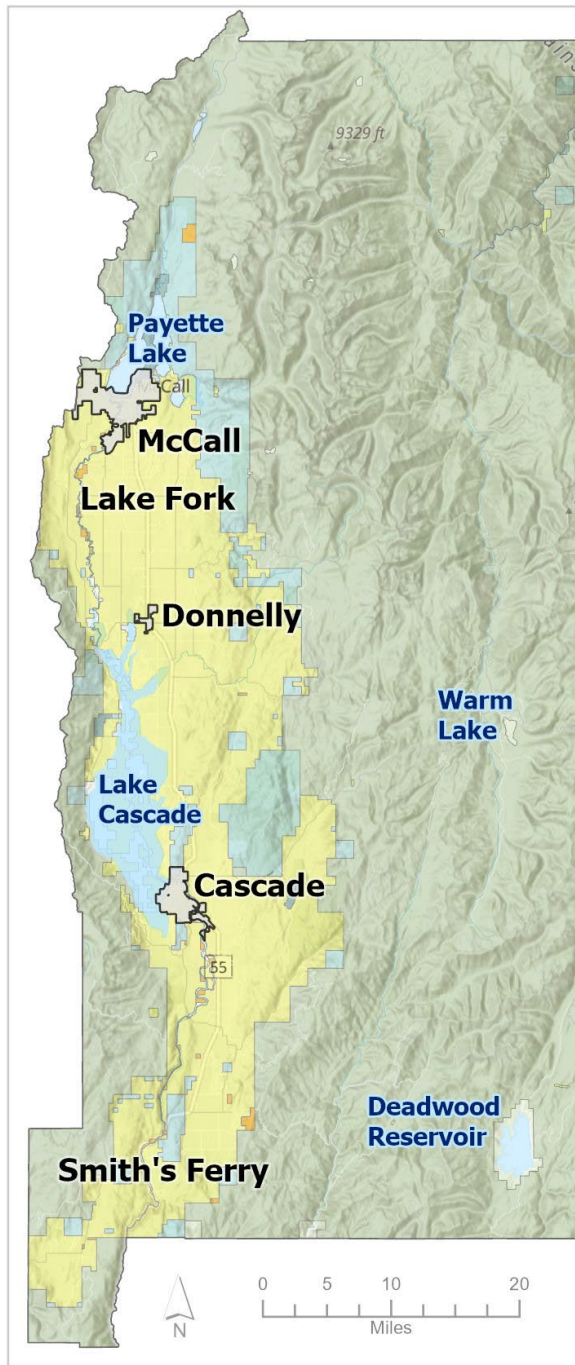 9329 ft
Payette
Lake
McCall
McCall
Lake Fork
Donnelly
Warm
Lake
Lake
Cascade
Cascade
55
Deadwood
Reservoir
Smith's Ferry
N
0 5 10 20
Miles